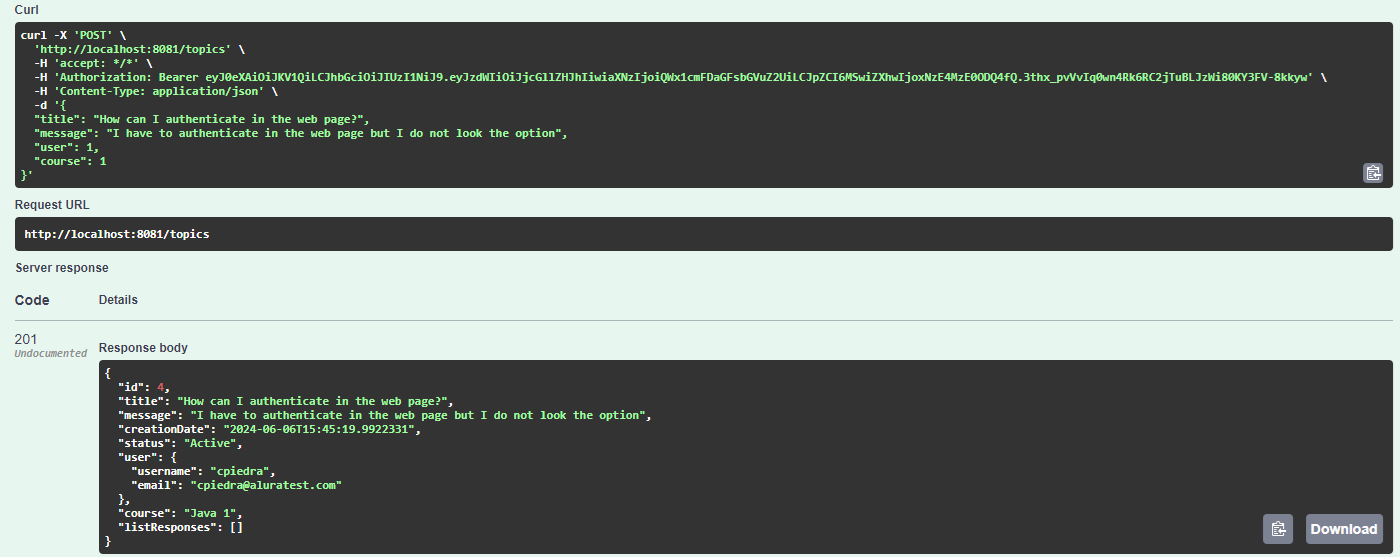 Curl
curl -X 'POST' \
'http://localhost:8081/topics' \
-H 'accept: */*' \
-H 'Authorization: Bearer eyJ0eXAiOiJKV1QiLCJhbGciOiJIUzI1NiJ9.eyJzdWIiOiJjcGllZHJhIiwiaXNzIjoiQWx1cmFDaGFsbGVuZ2UiLCJpZCI6MSwiZXhwIjoxNzE4MzE0ODQ4fQ.3thx_pvVvIq0wn4Rk6RC2jTuBLJzWi80KY3FV-8kkyw' \
-H 'Content-Type: application/json' \
-d '{
"title": "How can I authenticate in the web page?",
"message": "I have to authenticate in the web page but I do not look the option",
"user": 1,
"course": 1
}'
Request URL
http://localhost:8081/topics
Server response
Code Details
201
Undocumented
Response body
{
"id": 4,
"title": "How can I authenticate in the web page?",
"message": "I have to authenticate in the web page but I do not look the option",
"creationDate": "2024-06-06T15:45:19.9922331",
"status": "Active",
"user": {
"username": "cpiedra",
"email": "cpiedra@aluratest.com"
},
"course": "Java 1",
"listResponses": []
}
Download